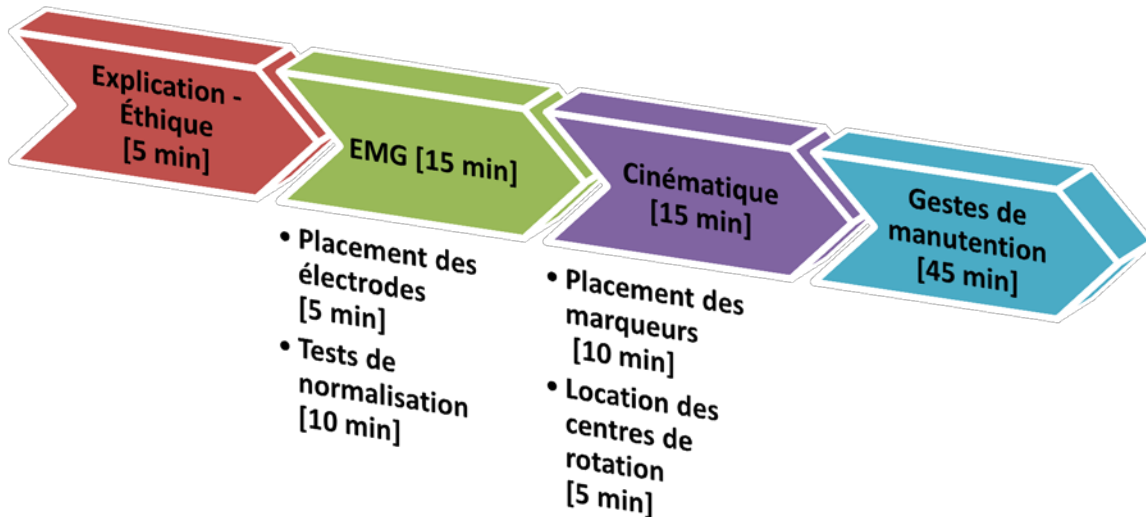 Explication -
Éthique
[5 min]
EMG [15 min]
• Placement des
électrodes
[5 min]
• Tests de
normalisation
[10 min]
Cinématique
[15 min]
• Placement des
marqueurs
[10 min]
• Location des
centres de
rotation
[5 min]
Gestes de
manutention
[45 min]